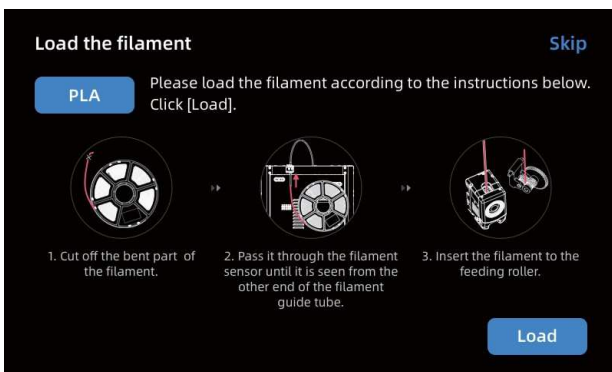 Load the filament
Skip
PLA
Please load the filament according to the instructions below.
Click [Load].
1. Cut off the bent part of
the filament.
2. Pass it through the filament
sensor until it is seen from the
other end of the filament
guide tube.
3. Insert the filament to the
feeding roller.
Load